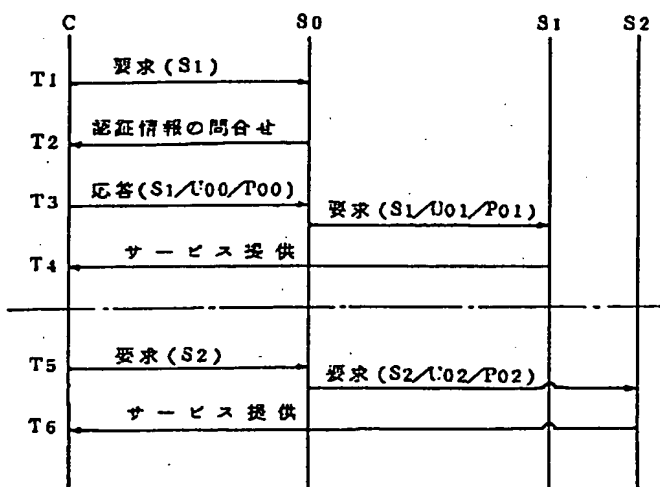 C S0 S1 S2
T1 要求(S1)
T2 認証情報の問合せ
T3 応答(S1/U00/P00)
要求(S1/U01/P01)
T4 サービス提供
T5 要求(S2)
要求(S2/U02/P02)
T6 サービス提供